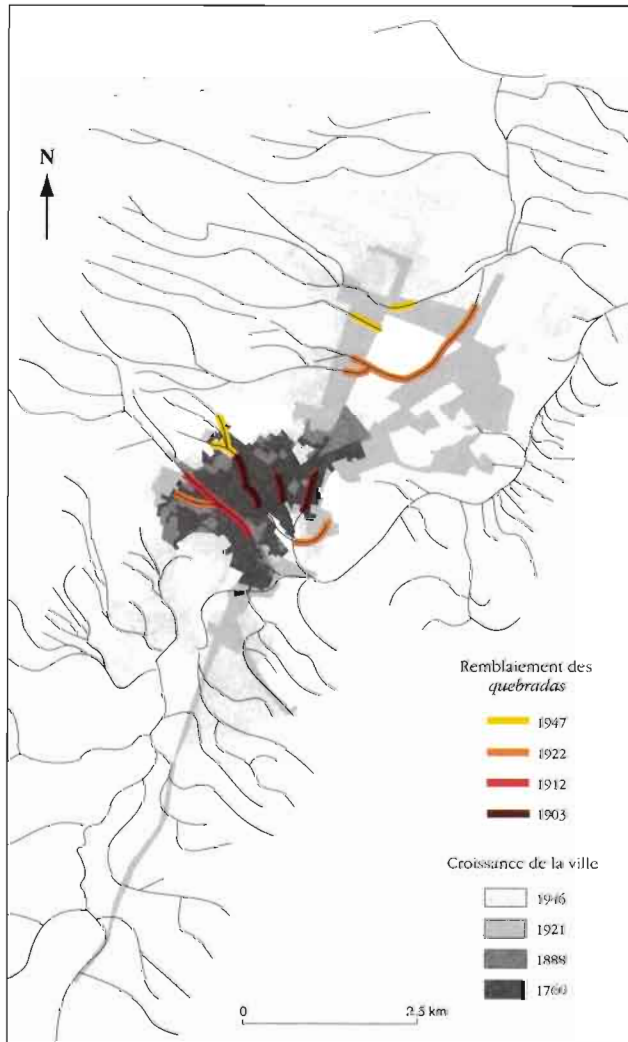 N
Remblaiement des
quebradas
1947
1922
1912
1903
Croissance de la ville
1946
1921
1888
1760
0 2.5 km